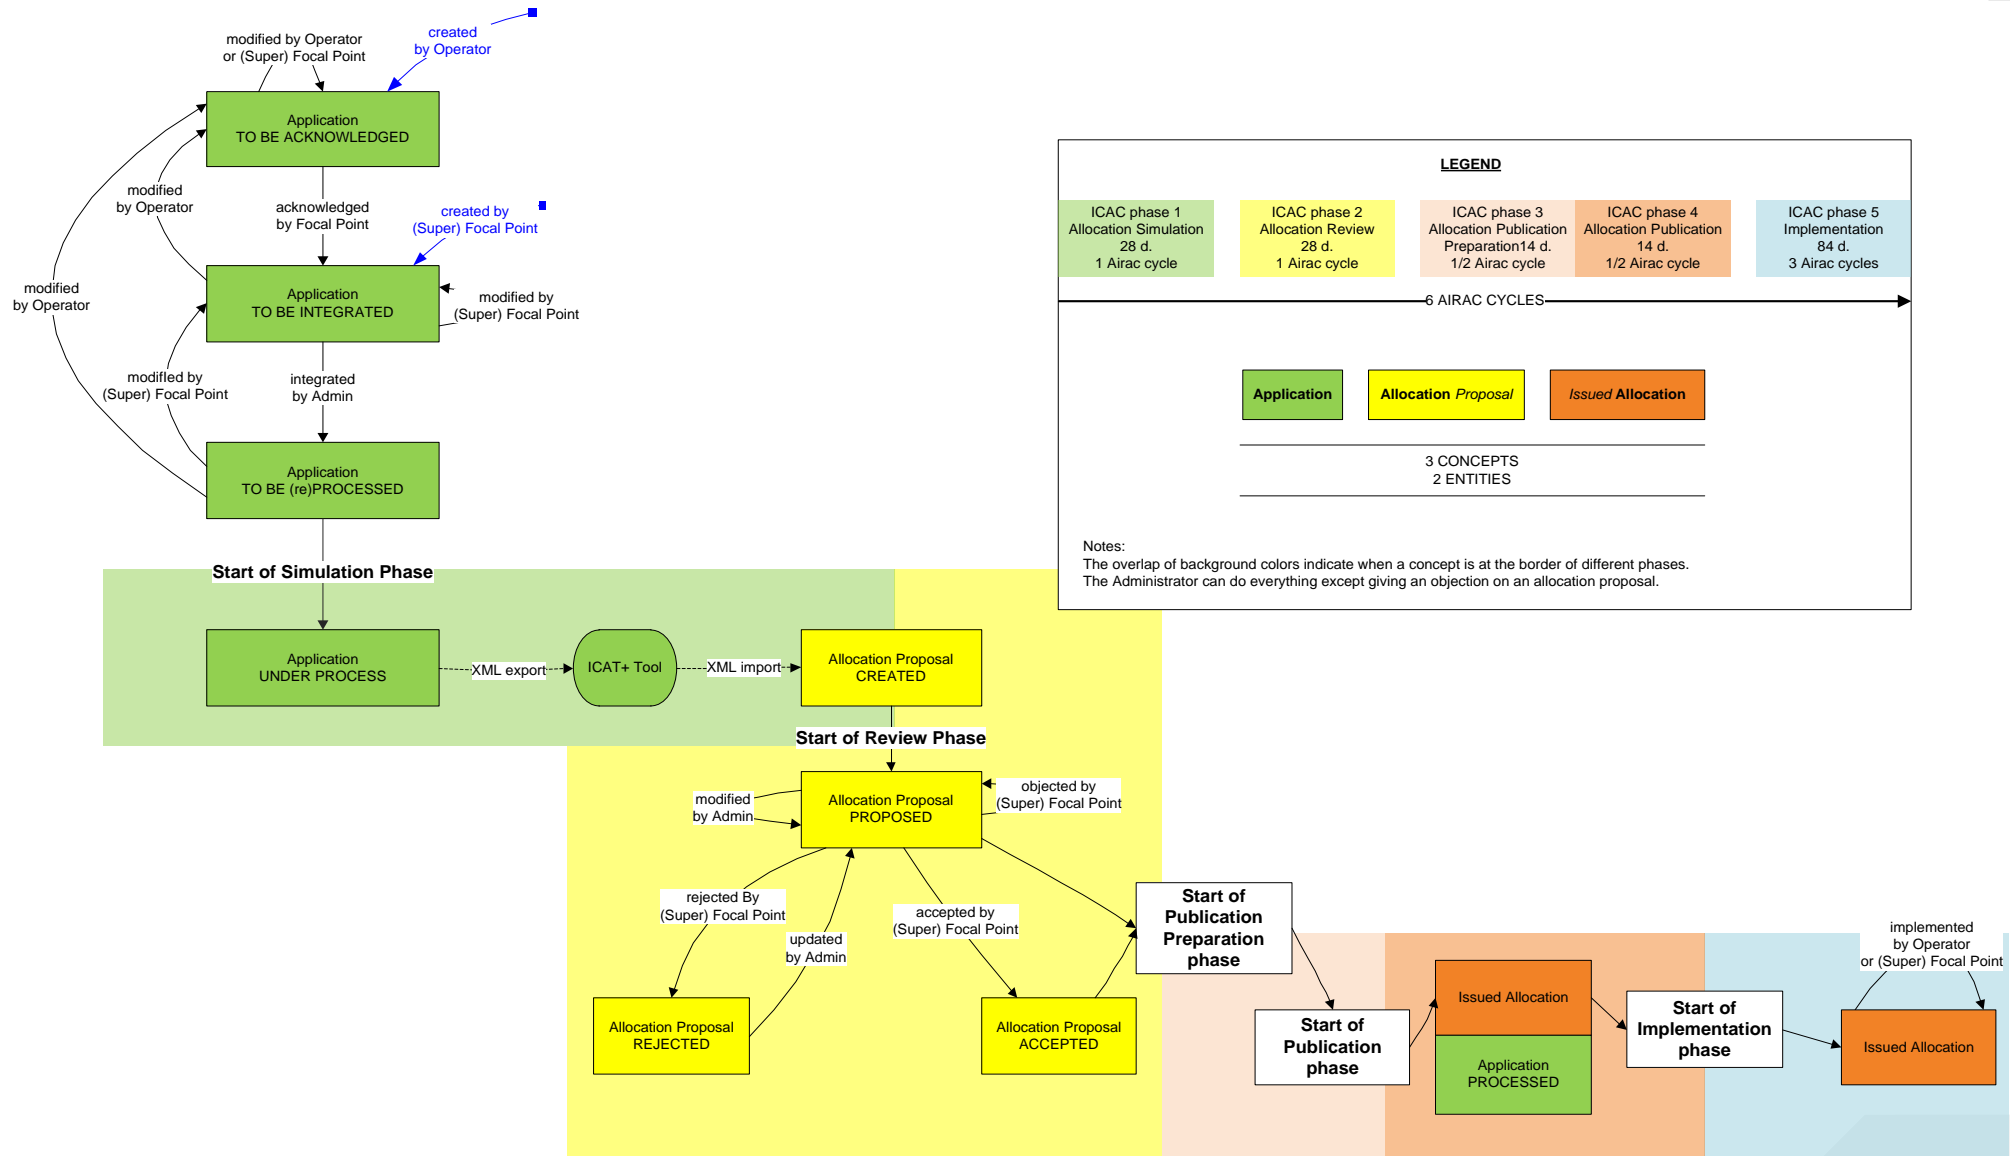 modified by Operator
or (Super) Focal Point
created
by Operator
Application
TO BE ACKNOWLEDGED
modified
by Operator
acknowledged
by Focal Point
created by
(Super) Focal Point
modified
by Operator
Application
TO BE INTEGRATED
modified by
(Super) Focal Point
modified by
(Super) Focal Point
integrated
by Admin
Application
TO BE (re)PROCESSED
Start of Simulation Phase
Application
UNDER PROCESS
XML export
ICAT+ Tool
XML import
Allocation Proposal
CREATED
Start of Review Phase
modified
by Admin
Allocation Proposal
PROPOSED
objected by
(Super) Focal Point
rejected By
(Super) Focal Point
updated
by Admin
accepted by
(Super) Focal Point
Allocation Proposal
REJECTED
Allocation Proposal
ACCEPTED
Start of
Publication
Preparation
phase
Start of
Publication
phase
Issued Allocation
Application
PROCESSED
Start of
Implementation
phase
implemented
by Operator
or (Super) Focal Point
Issued Allocation
LEGEND
ICAC phase 1
Allocation Simulation
28 d.
1 Airac cycle
ICAC phase 2
Allocation Review
28 d.
1 Airac cycle
ICAC phase 3
Allocation Publication
Preparation14 d.
1/2 Airac cycle
ICAC phase 4
Allocation Publication
14 d.
1/2 Airac cycle
ICAC phase 5
Implementation
84 d.
3 Airac cycles
6 AIRAC CYCLES
Application
Allocation Proposal
Issued Allocation
3 CONCEPTS
2 ENTITIES
Notes:
The overlap of background colors indicate when a concept is at the border of different phases.
The Administrator can do everything except giving an objection on an allocation proposal.